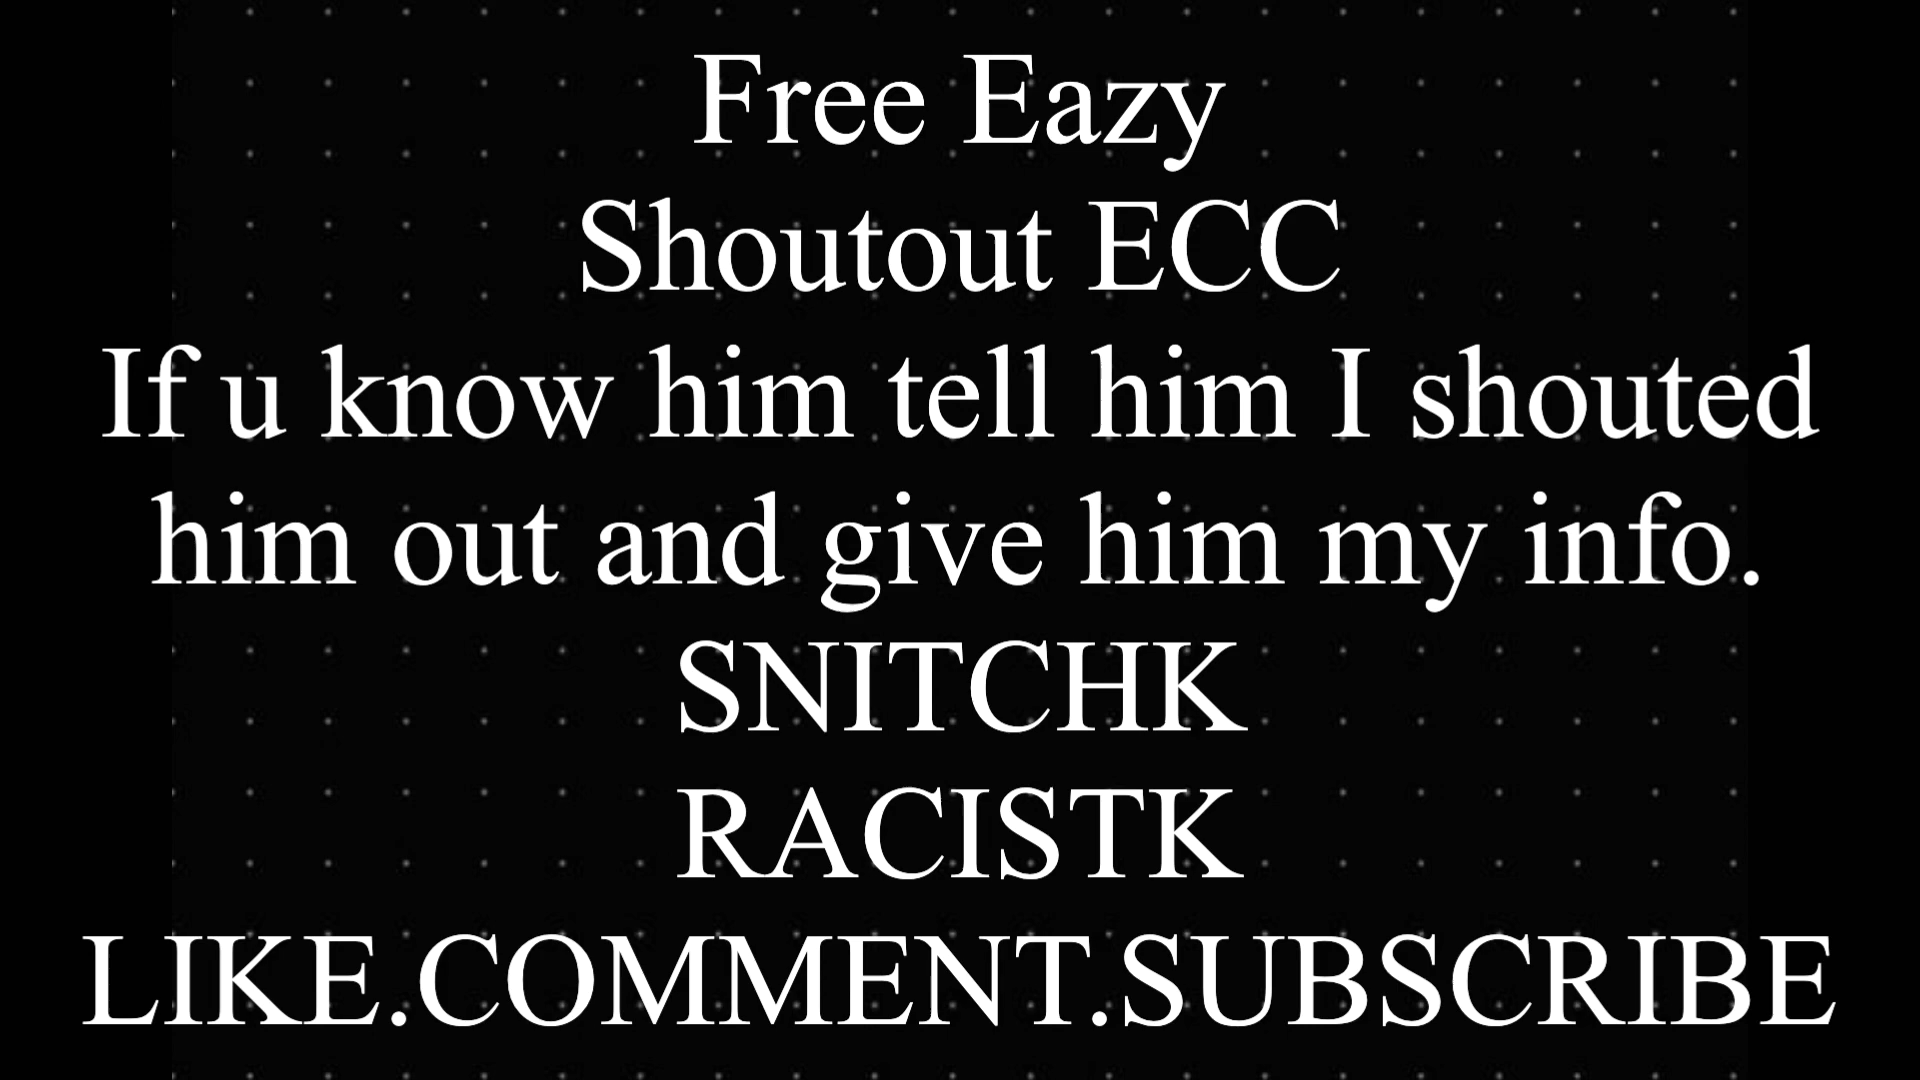 Free Eazy
Shoutout ECC
If u know him tell him I shouted
him out and give him my info.
SNITCHK
RACISTK
LIKE.COMMENT.SUBSCRIBE